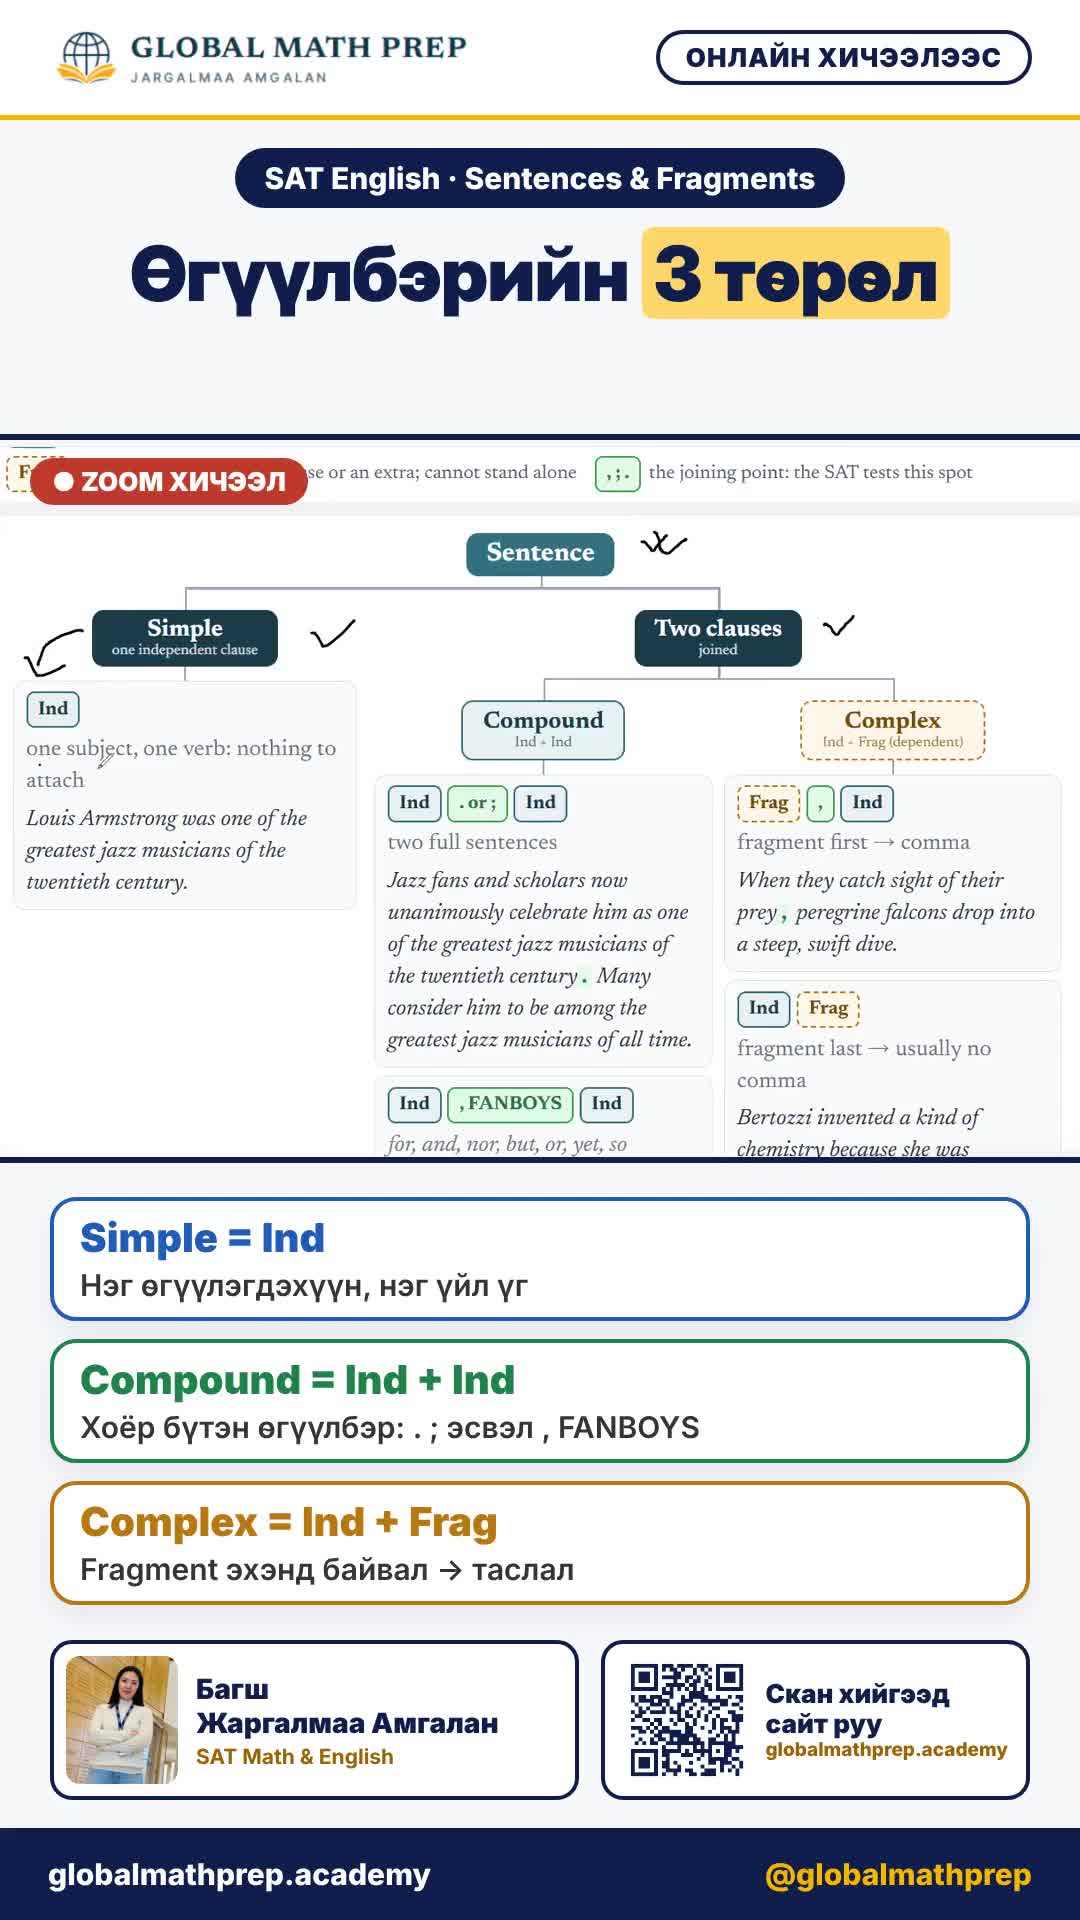 GLOBAL MATH PREP
JARGALMAA AMGALAN
ОНЛАЙН ХИЧЭЭЛЭЭС
SAT English · Sentences & Fragments
Өгүүлбэрийн 3 төрөл
ZOOM ХИЧЭЭЛ
or an extra; cannot stand alone
, ; . the joining point: the SAT tests this spot
Sentence
Simple
one independent clause
Two clauses
joined
Ind
one subject, one verb: nothing to
attach
Louis Armstrong was one of the
greatest jazz musicians of the
twentieth century.
Compound
Ind + Ind
Ind . or ; Ind
two full sentences
Jazz fans and scholars now
unanimously celebrate him as one
of the greatest jazz musicians of
the twentieth century. Many
consider him to be among the
greatest jazz musicians of all time.
Ind , FANBOYS Ind
for, and, nor, but, or, yet, so
Complex
Ind + Frag (dependent)
Frag , Ind
fragment first → comma
When they catch sight of their
prey, peregrine falcons drop into
a steep, swift dive.
Ind Frag
fragment last → usually no
comma
Bertozzi invented a kind of
chemistry because she was
Simple = Ind
Нэг өгүүлэгдэхүүн, нэг үйл үг
Compound = Ind + Ind
Хоёр бүтэн өгүүлбэр: . ; эсвэл , FANBOYS
Complex = Ind + Frag
Fragment эхэнд байвал → таслал
Багш
Жаргалмаа Амгалан
SAT Math & English
Скан хийгээд
сайт руу
globalmathprep.academy
globalmathprep.academy
@globalmathprep